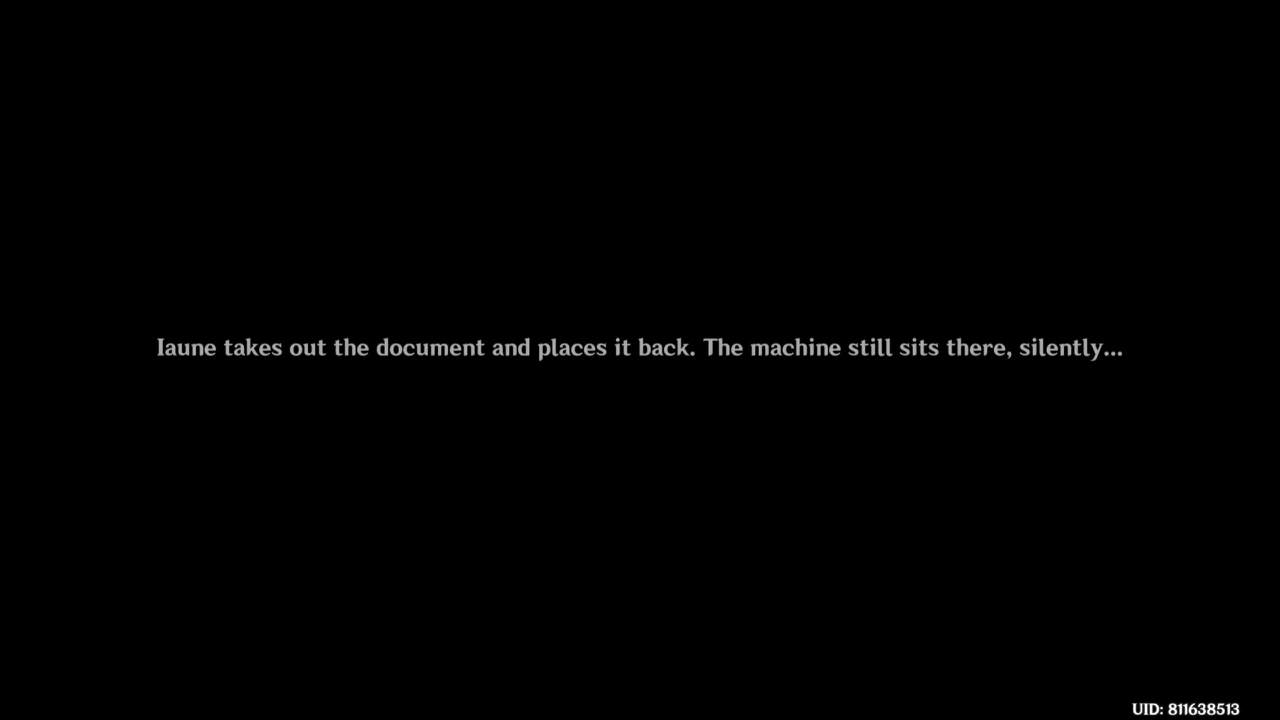 Iaune takes out the document and places it back. The machine still sits there, silently...
UID: 811638513